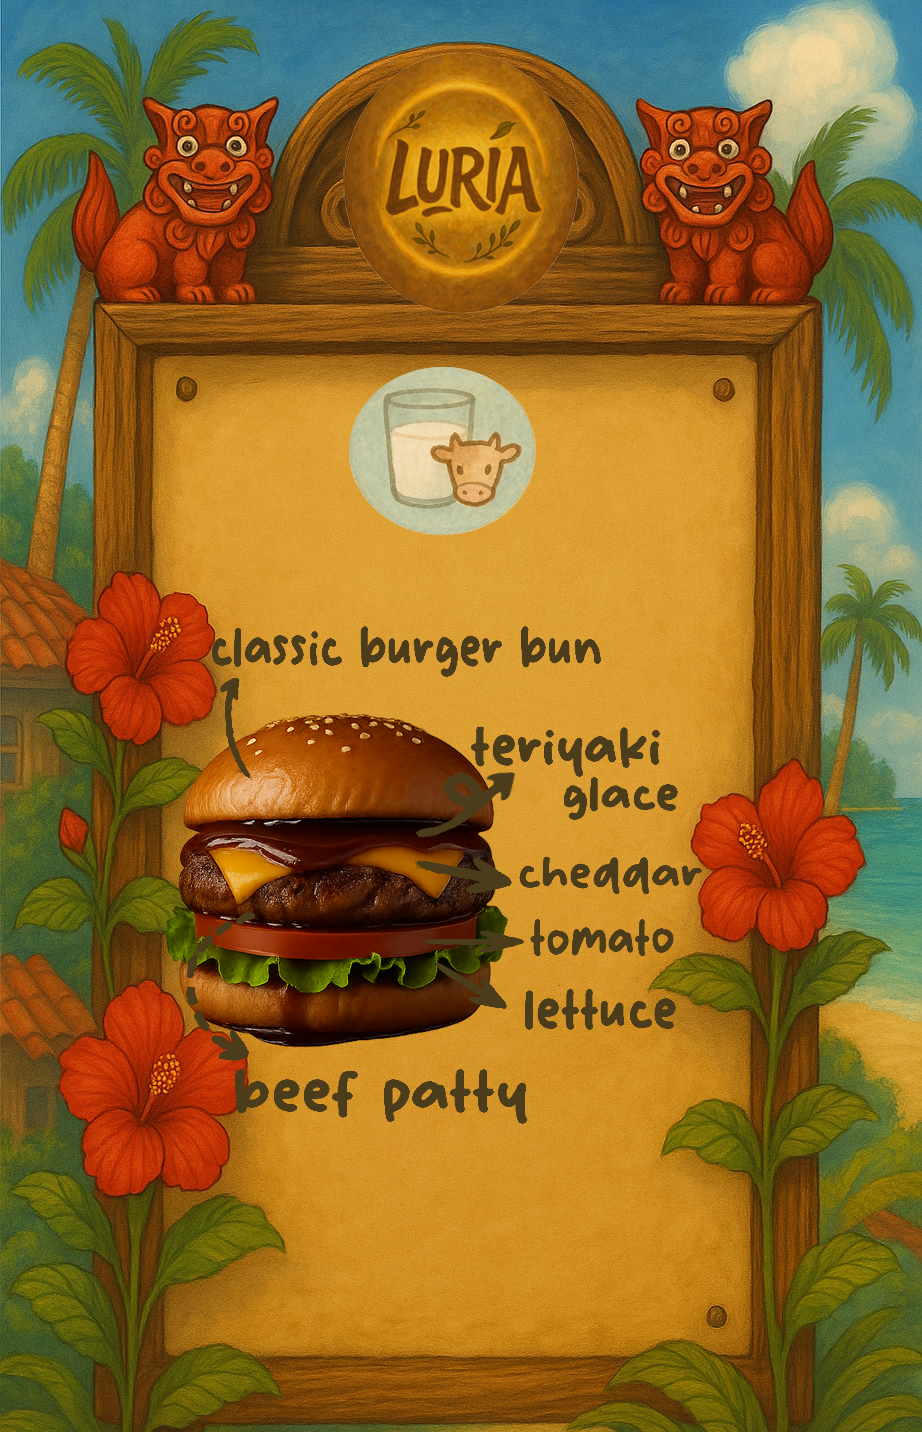 LURIA
classic burger bun
teriyaki
glace
cheddar
tomato
lettuce
beef patty